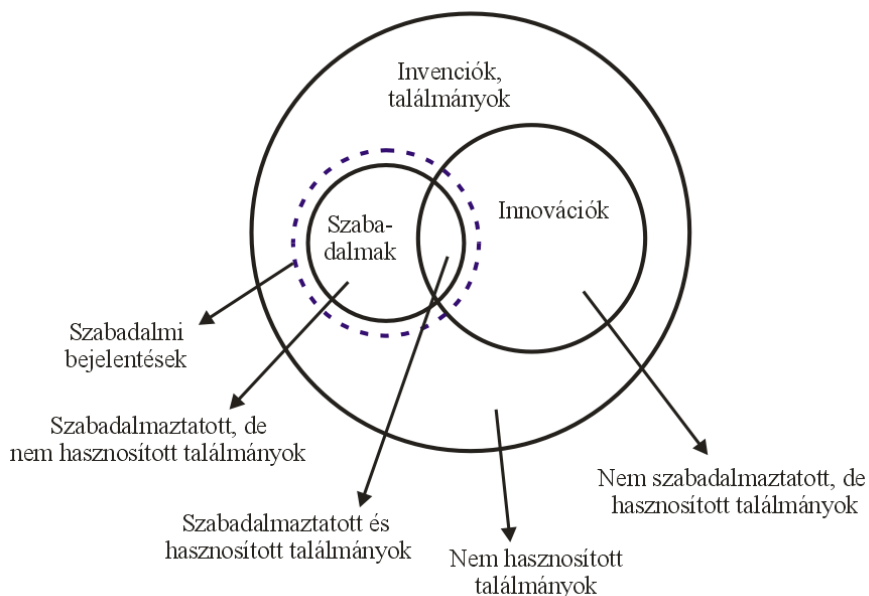 Invenciók,
találmányok
Szaba-
dalmak
Innovációk
Szabadalmi
bejelentések
Szabadalmaztatott, de
nem hasznosított találmányok
Szabadalmaztatott és
hasznosított találmányok
Nem hasznosított
találmányok
Nem szabadalmaztatott, de
hasznosított találmányok